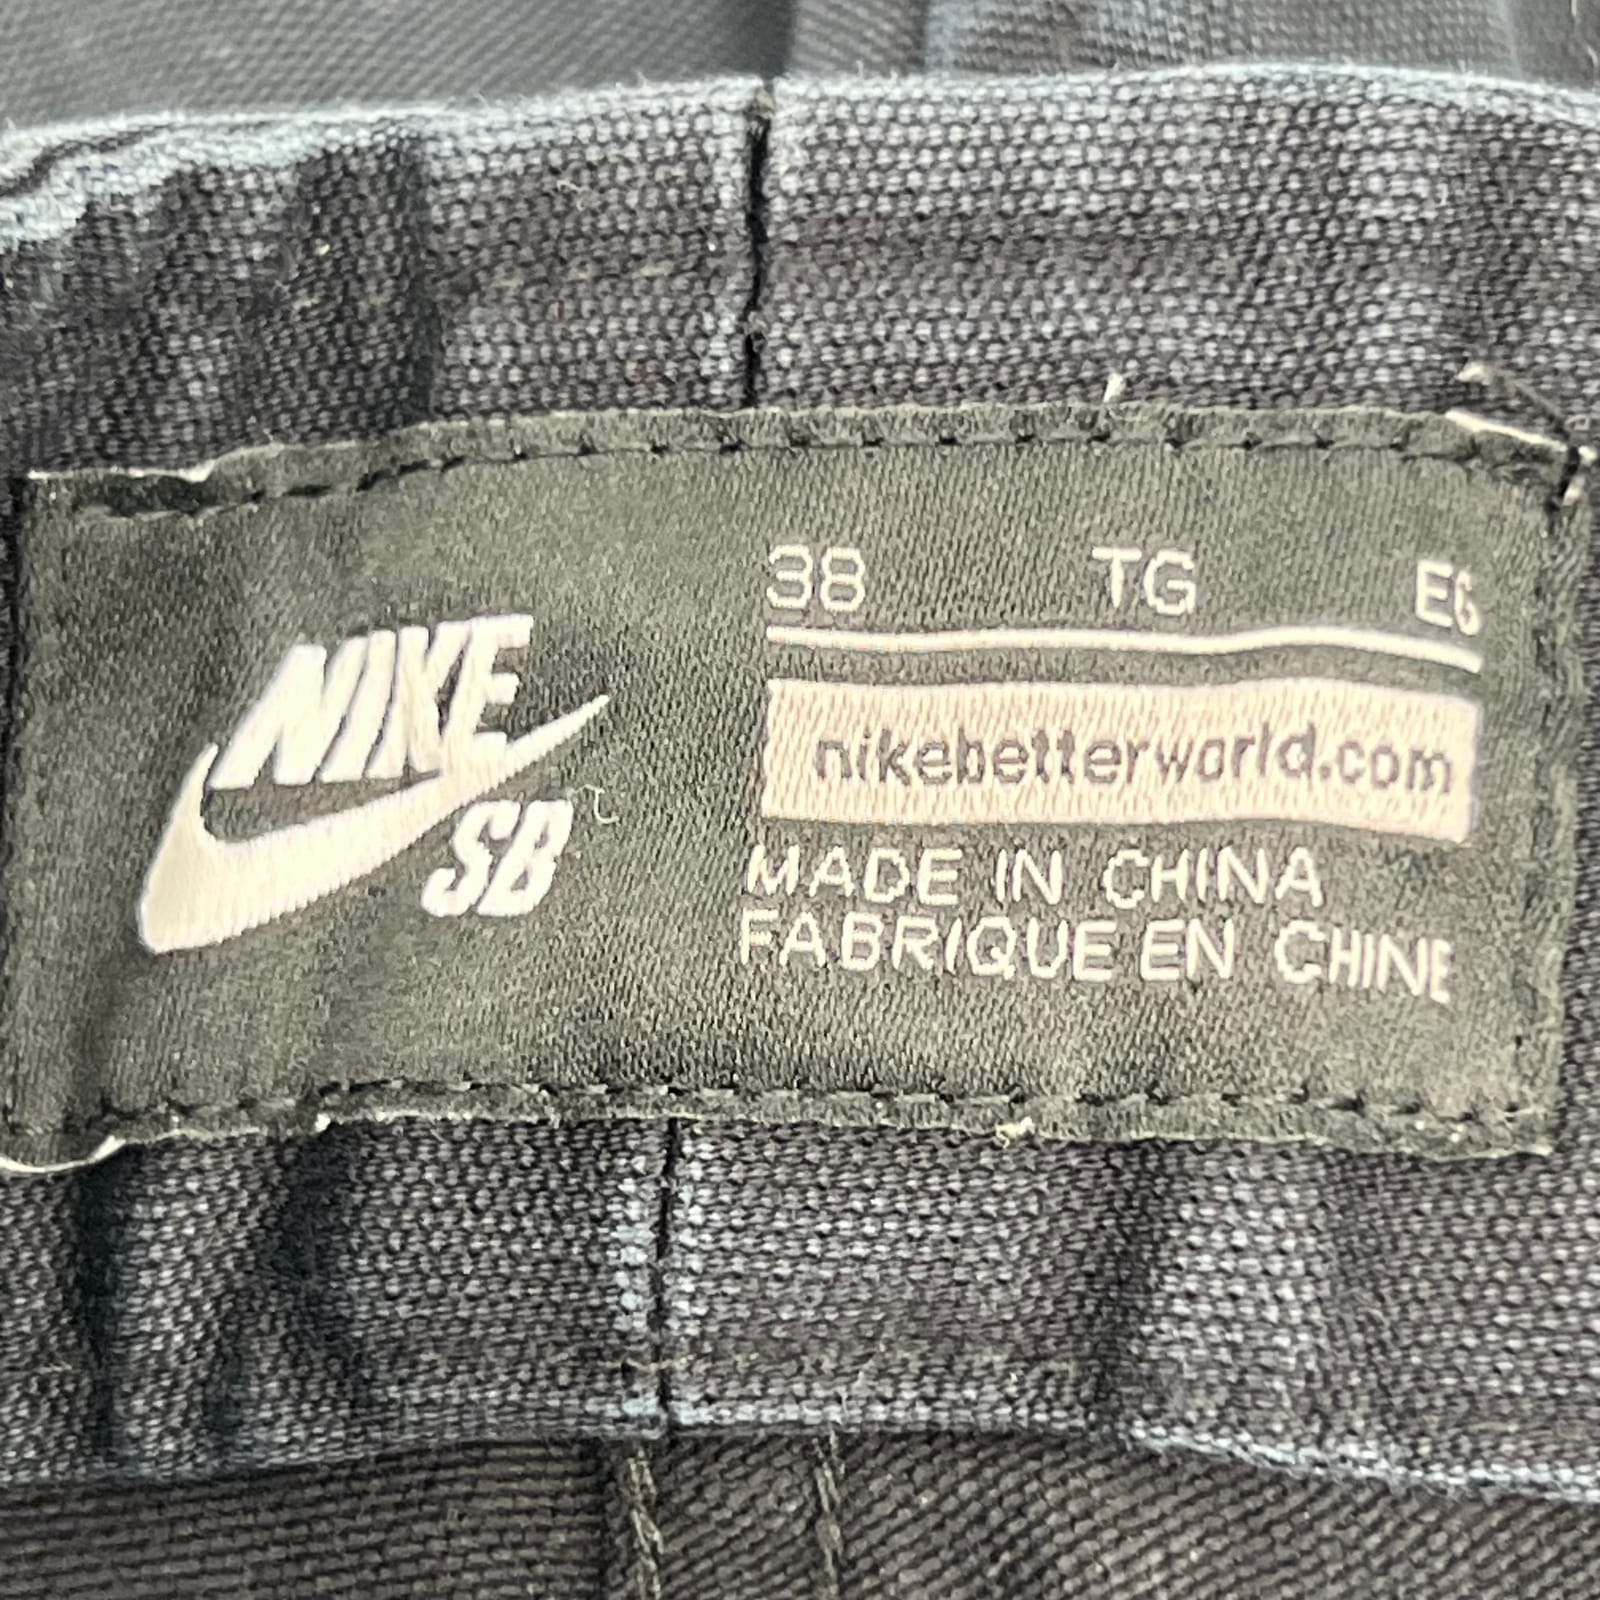 NIKE
SB
38 TG EG
nikebetterworld.com
MADE IN CHINA
FABRIQUE EN CHINE